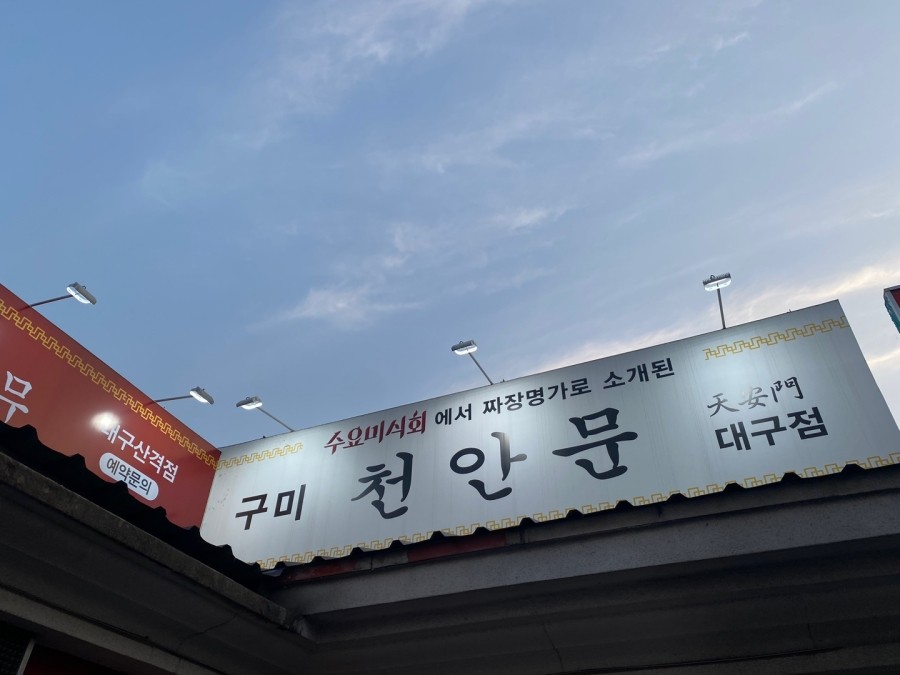 무
대구산격점
예약문의
수요미식회에서 짜장명가로 소개된
구미 천안문
天安門
대구점